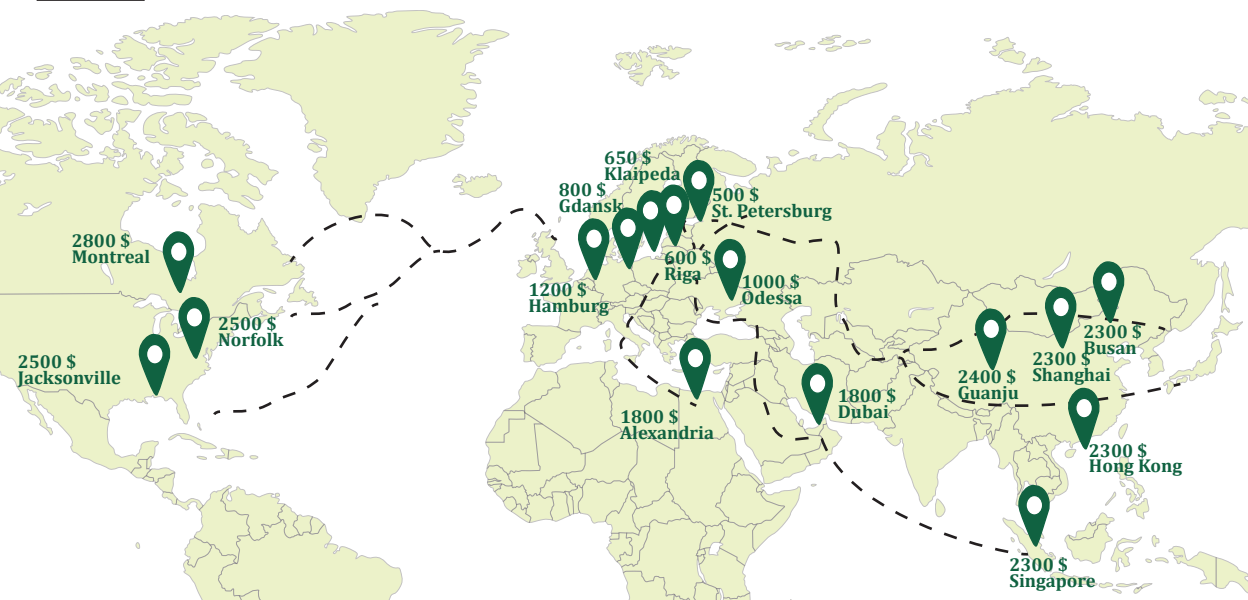 650 $
Klaipeda
800 $
Gdansk
500 $
St. Petersburg
2800 $
Montreal
600 $
Riga
1000 $
Odessa
1200 $
Hamburg
2500 $
Norfolk
2300 $
Busan
2300 $
Shanghai
2500 $
Jacksonville
2400 $
Guanju
1800 $
Dubai
1800 $
Alexandria
2300 $
Hong Kong
2300 $
Singapore